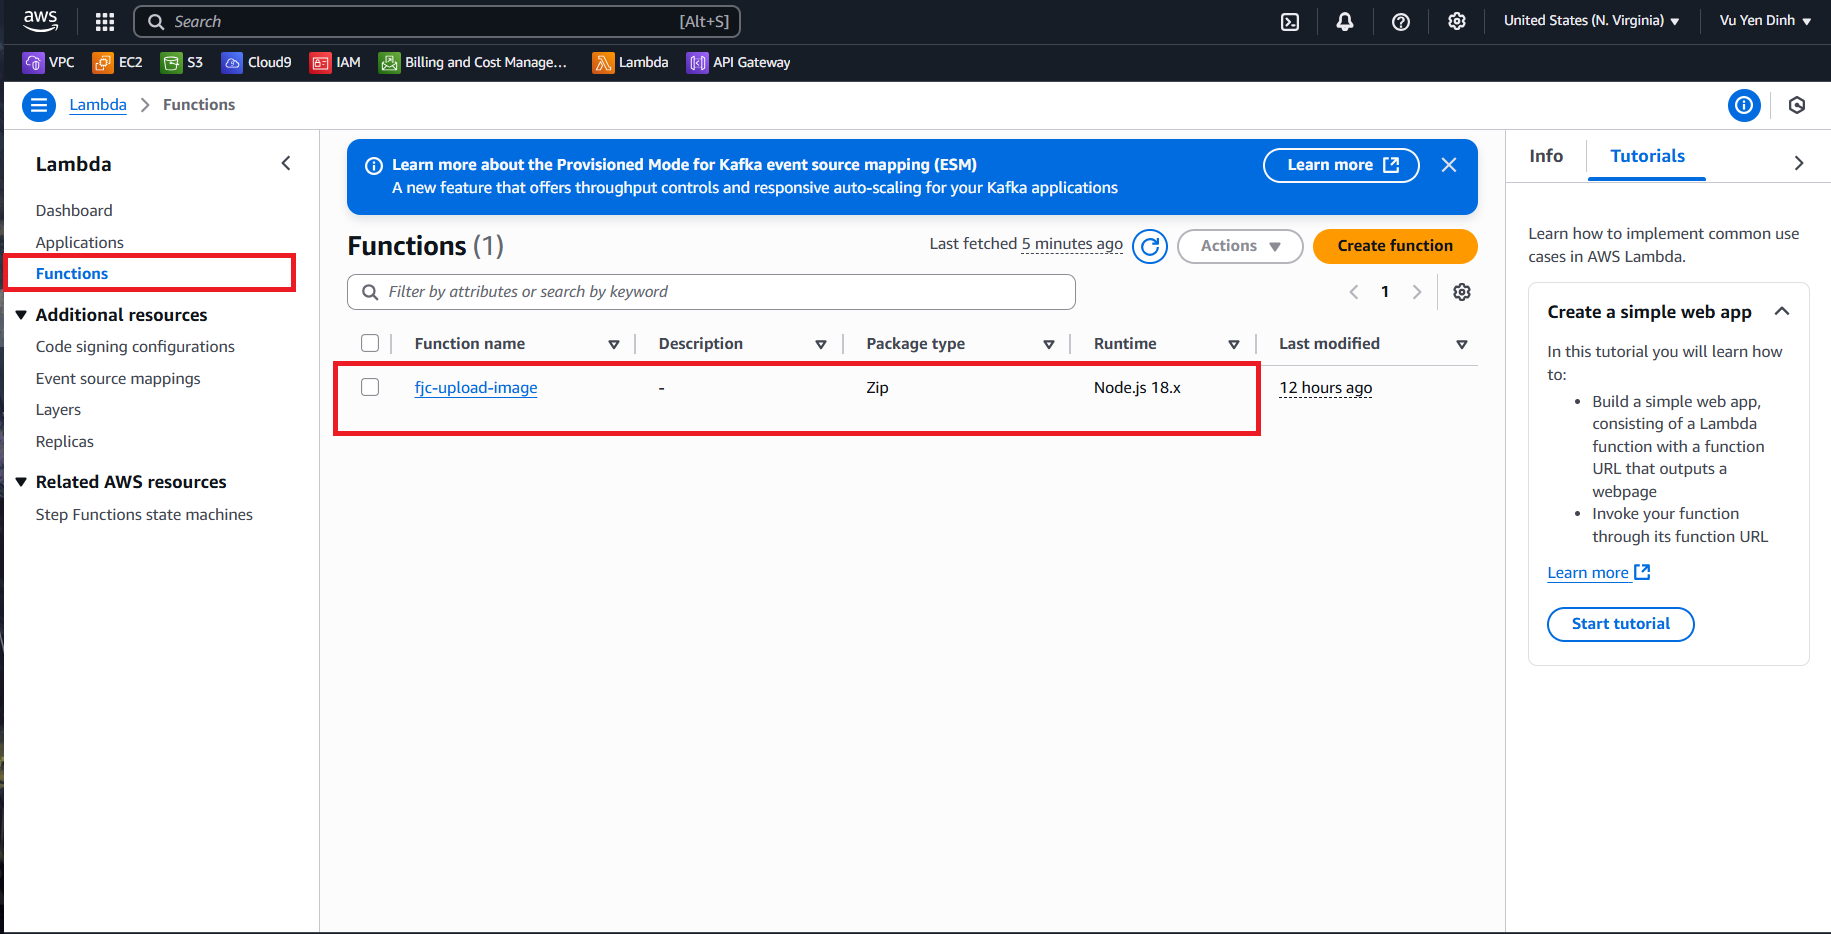 aws
Search
[Alt+S]
United States (N. Virginia)
Vu Yen Dinh
VPC
EC2
S3
Cloud9
IAM
Billing and Cost Manage...
Lambda
API Gateway
Lambda
Functions
Lambda
Dashboard
Applications
Functions
Additional resources
Code signing configurations
Event source mappings
Layers
Replicas
Related AWS resources
Step Functions state machines
Learn more about the Provisioned Mode for Kafka event source mapping (ESM)
A new feature that offers throughput controls and responsive auto-scaling for your Kafka applications
Learn more
Functions (1)
Last fetched 5 minutes ago
Actions
Create function
Filter by attributes or search by keyword
1
Function name
Description
Package type
Runtime
Last modified
fjc-upload-image
-
Zip
Node.js 18.x
12 hours ago
Info
Tutorials
Learn how to implement common use
cases in AWS Lambda.
Create a simple web app
In this tutorial you will learn how
to:
• Build a simple web app,
consisting of a Lambda
function with a function
URL that outputs a
webpage
• Invoke your function
through its function URL
Learn more
Start tutorial